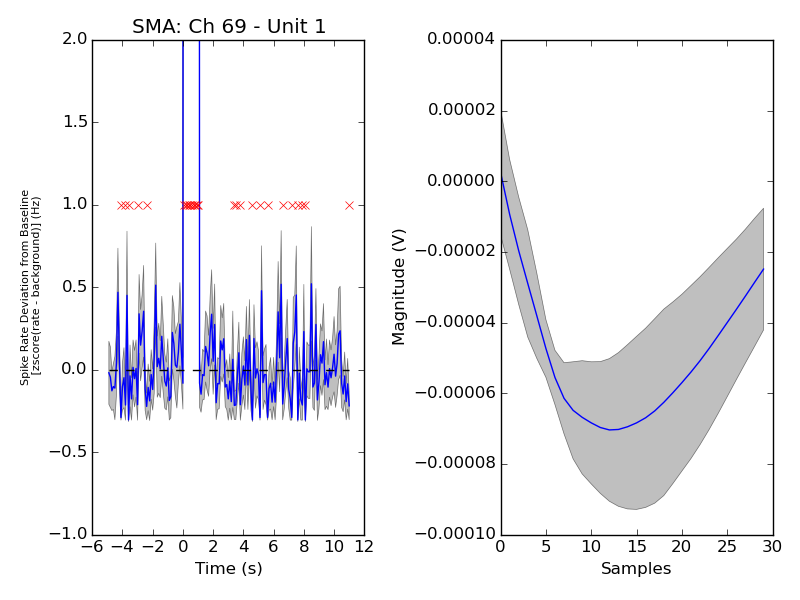 SMA: Ch 69 - Unit 1
2.0
1.5
1.0
0.5
0.0
−0.5
−1.0
−6 −4 −2 0 2 4 6 8 10 12
Time (s)
Spike Rate Deviation from Baseline
[zscore(rate - background)] (Hz)
0.00004
0.00002
0.00000
−0.00002
−0.00004
−0.00006
−0.00008
−0.00010
0 5 10 15 20 25 30
Samples
Magnitude (V)